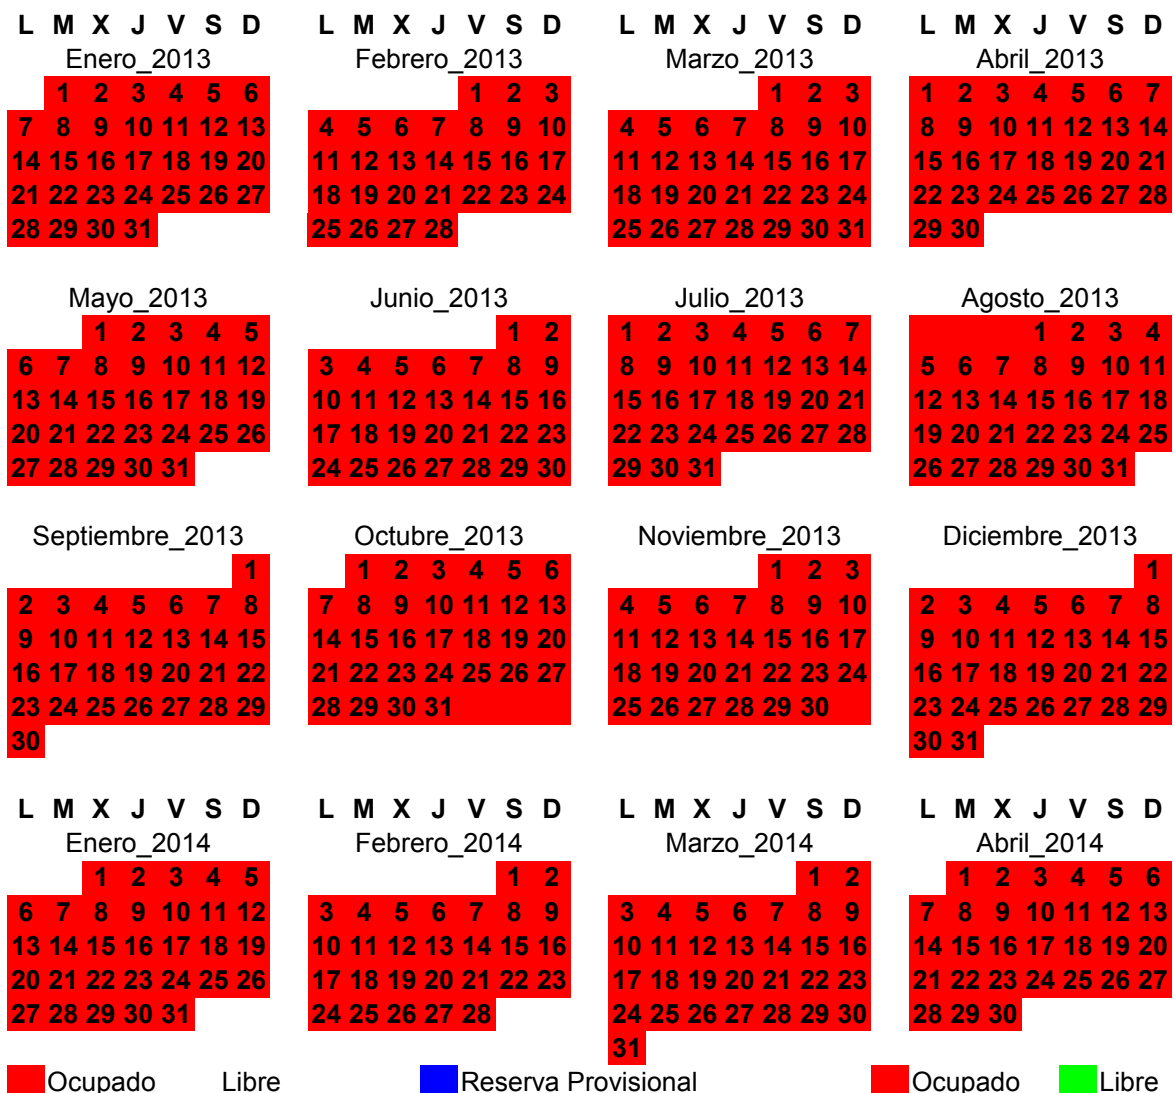 L M X J V S D L M X J V S D L M X J V S D L M X J V S D
Enero_2013 Febrero_2013 Marzo_2013 Abril_2013
1 2 3 4 5 6 1 2 3 1 2 3 1 2 3 4 5 6 7
7 8 9 10 11 12 13 4 5 6 7 8 9 10 4 5 6 7 8 9 10 8 9 10 11 12 13 14
14 15 16 17 18 19 20 11 12 13 14 15 16 17 11 12 13 14 15 16 17 15 16 17 18 19 20 21
21 22 23 24 25 26 27 18 19 20 21 22 23 24 18 19 20 21 22 23 24 22 23 24 25 26 27 28
28 29 30 31 25 26 27 28 25 26 27 28 29 30 31 29 30
Mayo_2013 Junio_2013 Julio_2013 Agosto_2013
1 2 3 4 5 1 2 1 2 3 4 5 6 7 1 2 3 4
6 7 8 9 10 11 12 3 4 5 6 7 8 9 8 9 10 11 12 13 14 5 6 7 8 9 10 11
13 14 15 16 17 18 19 10 11 12 13 14 15 16 15 16 17 18 19 20 21 12 13 14 15 16 17 18
20 21 22 23 24 25 26 17 18 19 20 21 22 23 22 23 24 25 26 27 28 19 20 21 22 23 24 25
27 28 29 30 31 24 25 26 27 28 29 30 29 30 31 26 27 28 29 30 31
Septiembre_2013 Octubre_2013 Noviembre_2013 Diciembre_2013
1 1 2 3 4 5 6 1 2 3 1
2 3 4 5 6 7 8 7 8 9 10 11 12 13 4 5 6 7 8 9 10 2 3 4 5 6 7 8
9 10 11 12 13 14 15 14 15 16 17 18 19 20 11 12 13 14 15 16 17 9 10 11 12 13 14 15
16 17 18 19 20 21 22 21 22 23 24 25 26 27 18 19 20 21 22 23 24 16 17 18 19 20 21 22
23 24 25 26 27 28 29 28 29 30 31 25 26 27 28 29 30 23 24 25 26 27 28 29
30 30 31
L M X J V S D L M X J V S D L M X J V S D L M X J V S D
Enero_2014 Febrero_2014 Marzo_2014 Abril_2014
1 2 3 4 5 1 2 1 2 1 2 3 4 5 6
6 7 8 9 10 11 12 3 4 5 6 7 8 9 3 4 5 6 7 8 9 7 8 9 10 11 12 13
13 14 15 16 17 18 19 10 11 12 13 14 15 16 10 11 12 13 14 15 16 14 15 16 17 18 19 20
20 21 22 23 24 25 26 17 18 19 20 21 22 23 17 18 19 20 21 22 23 21 22 23 24 25 26 27
27 28 29 30 31 24 25 26 27 28 24 25 26 27 28 29 30 28 29 30
31
Ocupado Libre Reserva Provisional Ocupado Libre